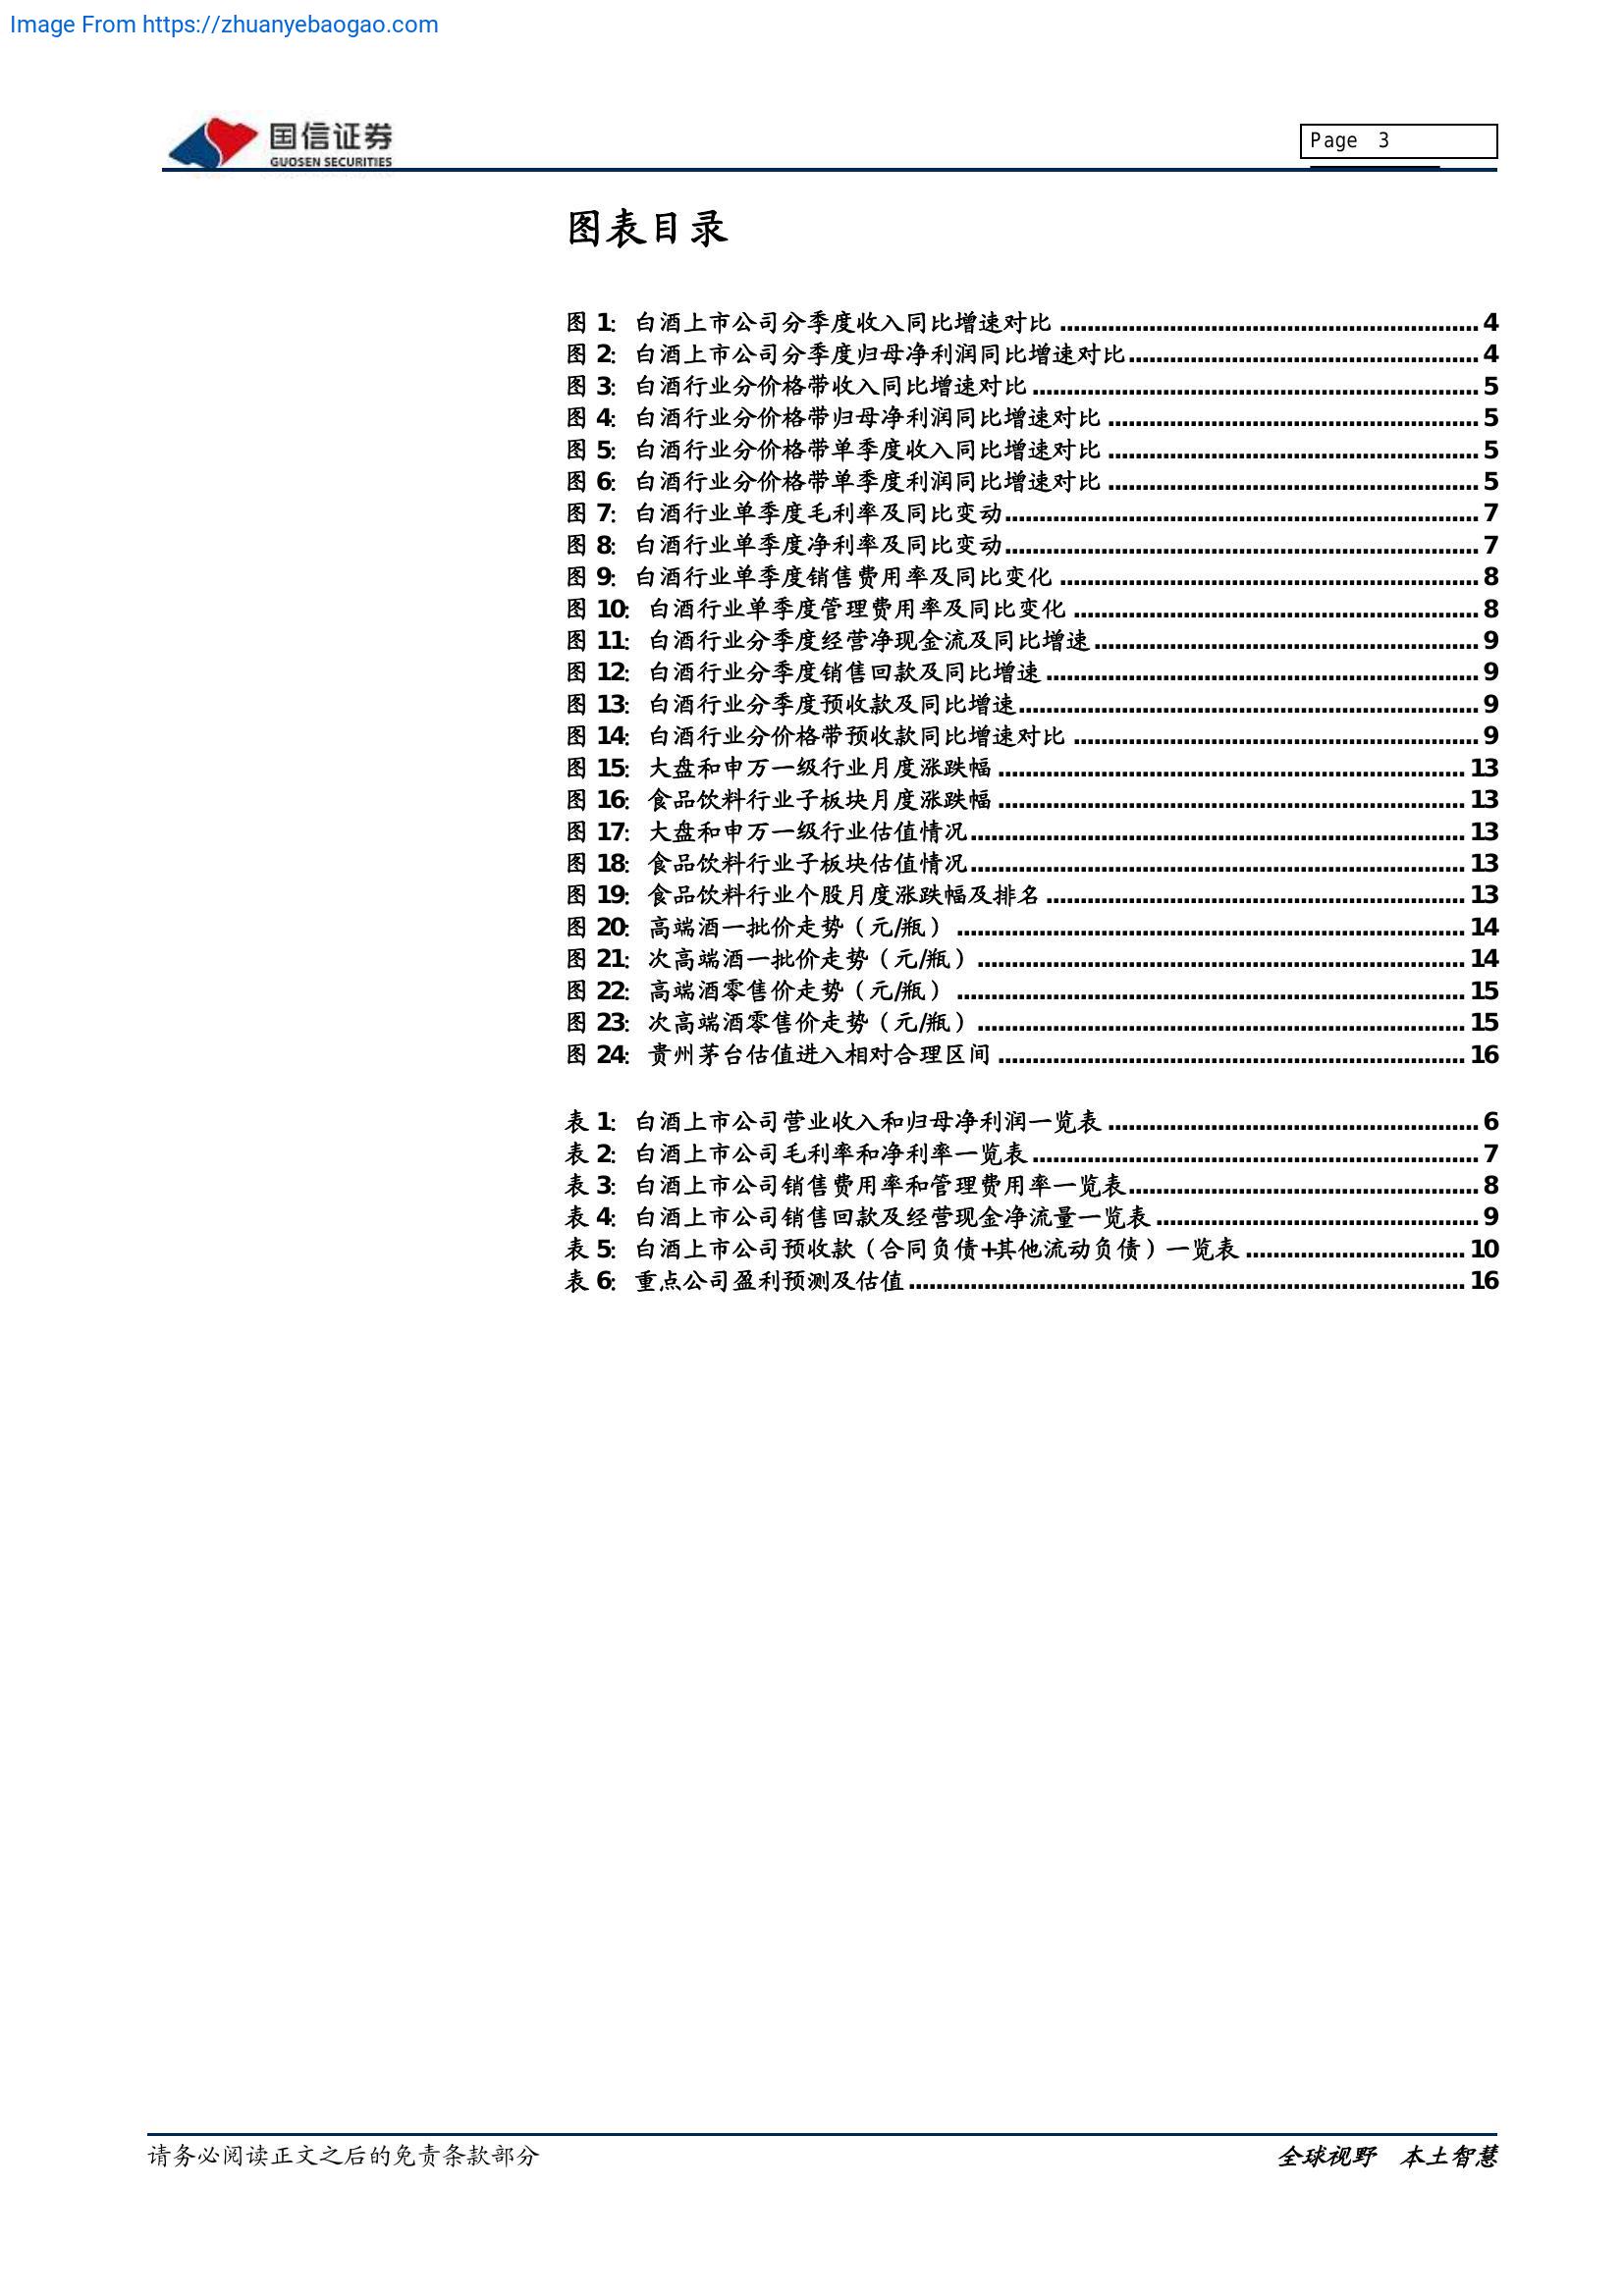 Image From https://zhuanyebaogao.com
国信证券
GUOSEN SECURITIES
Page 3
图表目录
图 1: 白酒上市公司分季度收入同比增速对比 ........ 4
图 2: 白酒上市公司分季度归母净利润同比增速对比 ........ 4
图 3: 白酒行业分价格带收入同比增速对比 ........ 5
图 4: 白酒行业分价格带归母净利润同比增速对比 ........ 5
图 5: 白酒行业分价格带单季度收入同比增速对比 ........ 5
图 6: 白酒行业分价格带单季度利润同比增速对比 ........ 5
图 7: 白酒行业单季度毛利率及同比变动 ........ 7
图 8: 白酒行业单季度净利率及同比变动 ........ 7
图 9: 白酒行业单季度销售费用率及同比变化 ........ 8
图 10: 白酒行业单季度管理费用率及同比变化 ........ 8
图 11: 白酒行业分季度经营净现金流及同比增速 ........ 9
图 12: 白酒行业分季度销售回款及同比增速 ........ 9
图 13: 白酒行业分季度预收款及同比增速 ........ 9
图 14: 白酒行业分价格带预收款同比增速对比 ........ 9
图 15: 大盘和申万一级行业月度涨跌幅 ........ 13
图 16: 食品饮料行业子板块月度涨跌幅 ........ 13
图 17: 大盘和申万一级行业估值情况 ........ 13
图 18: 食品饮料行业子板块估值情况 ........ 13
图 19: 食品饮料行业个股月度涨跌幅及排名 ........ 13
图 20: 高端酒一批价走势（元/瓶） ........ 14
图 21: 次高端酒一批价走势（元/瓶） ........ 14
图 22: 高端酒零售价走势（元/瓶） ........ 15
图 23: 次高端酒零售价走势（元/瓶） ........ 15
图 24: 贵州茅台估值进入相对合理区间 ........ 16
表 1: 白酒上市公司营业收入和归母净利润一览表 ........ 6
表 2: 白酒上市公司毛利率和净利率一览表 ........ 7
表 3: 白酒上市公司销售费用率和管理费用率一览表 ........ 8
表 4: 白酒上市公司销售回款及经营现金净流量一览表 ........ 9
表 5: 白酒上市公司预收款（合同负债+其他流动负债）一览表 ........ 10
表 6: 重点公司盈利预测及估值 ........ 16
请务必阅读正文之后的免责条款部分
全球视野 本土智慧